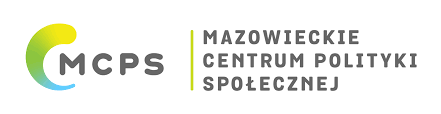 MCPS
MAZOWIECKIE
CENTRUM POLITYKI
SPOŁECZNEJ